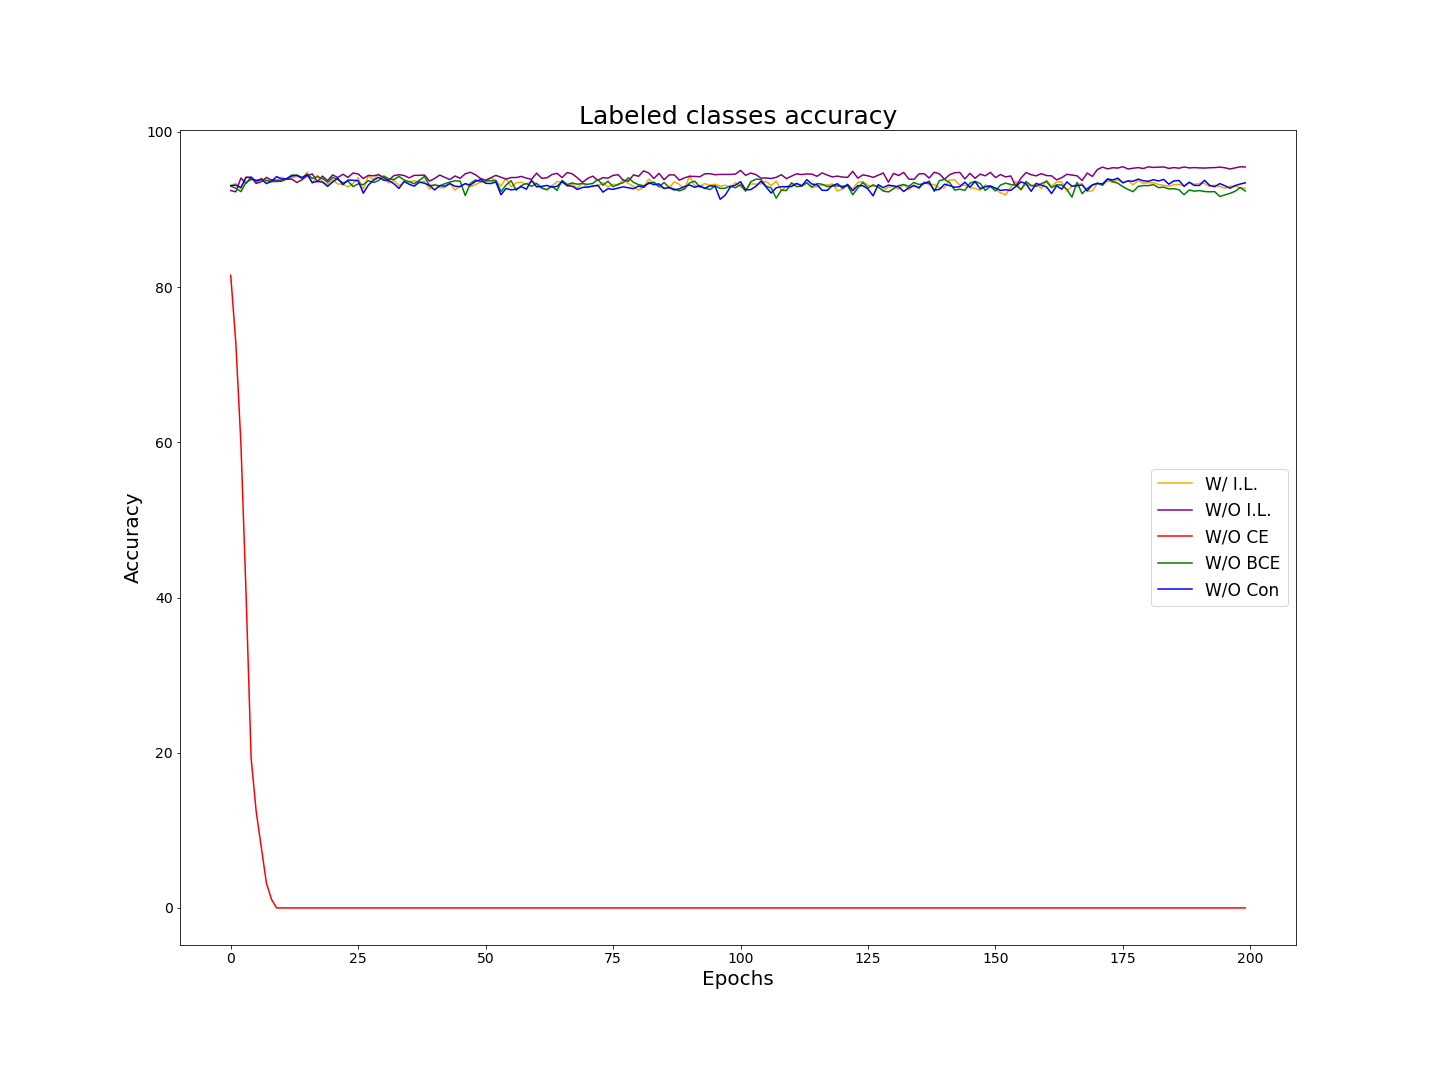 Labeled classes accuracy
100
80
60
40
20
0
Accuracy
W/ I.L.
W/O I.L.
W/O CE
W/O BCE
W/O Con
0 25 50 75 100 125 150 175 200
Epochs